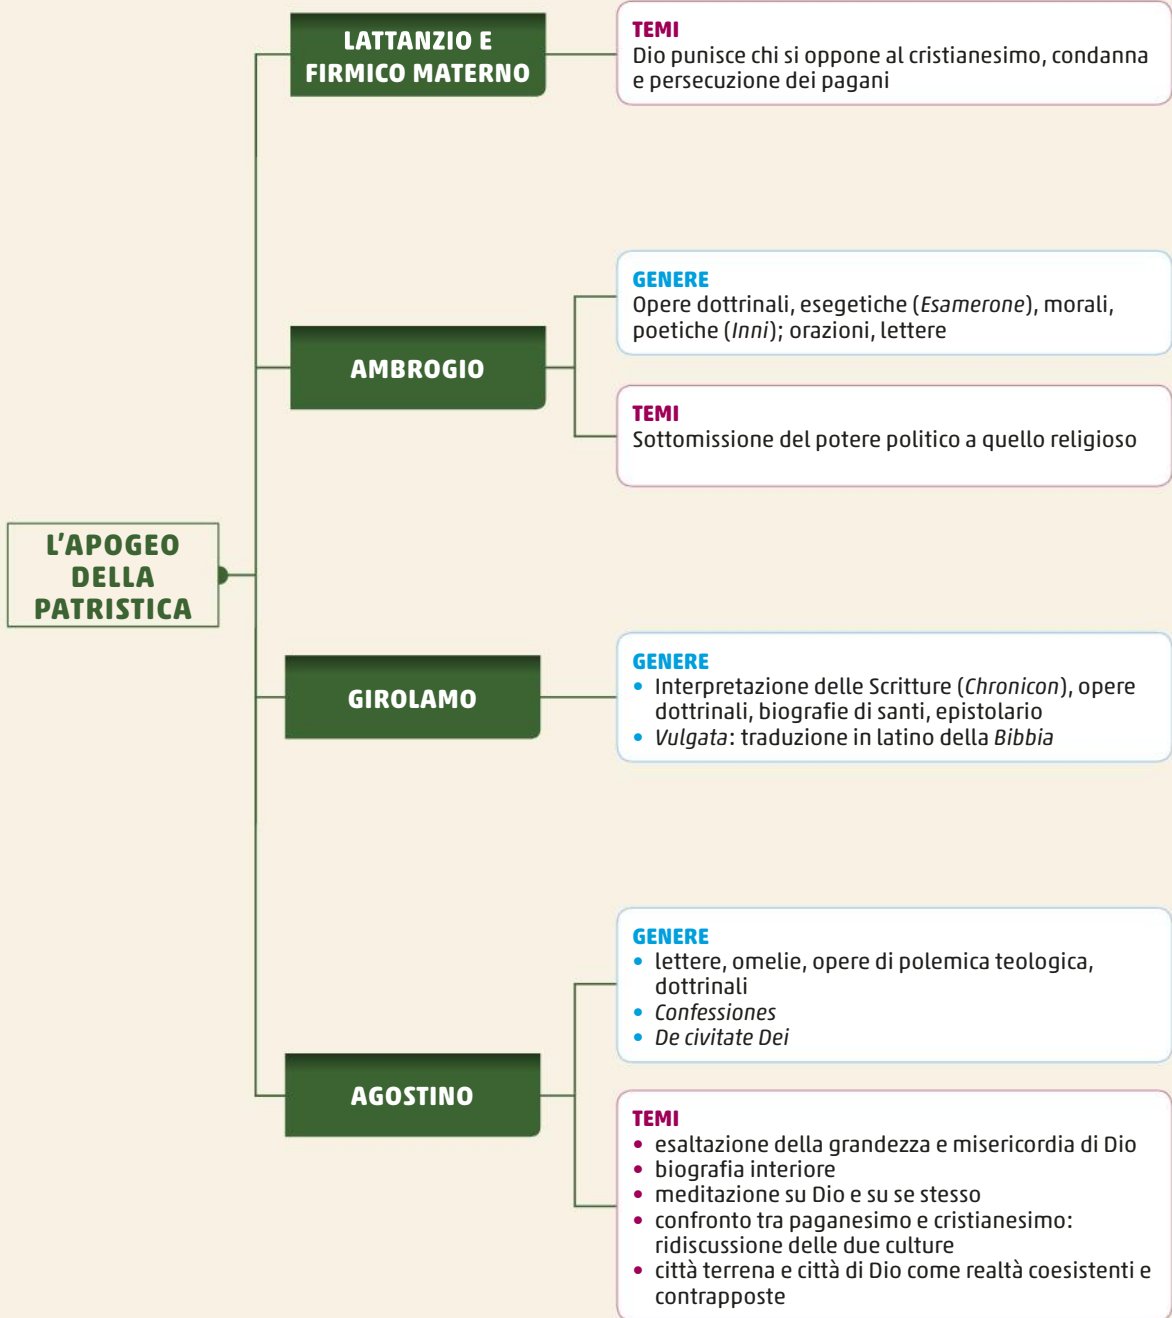 LATTANZIO E
FIRMICO MATERNO
TEMI
Dio punisce chi si oppone al cristianesimo, condanna
e persecuzione dei pagani
GENERE
Opere dottrinali, esegetiche (Esamerone), morali,
poetiche (Inni); orazioni, lettere
AMBROGIO
TEMI
Sottomissione del potere politico a quello religioso
L'APOGEO
DELLA
PATRISTICA
GENERE
• Interpretazione delle Scritture (Chronicon), opere
dottrinali, biografie di santi, epistolario
• Vulgata: traduzione in latino della Bibbia
GIROLAMO
GENERE
• lettere, omelie, opere di polemica teologica,
dottrinali
• Confessiones
• De civitate Dei
AGOSTINO
TEMI
• esaltazione della grandezza e misericordia di Dio
• biografia interiore
• meditazione su Dio e su se stesso
• confronto tra paganesimo e cristianesimo:
ridiscussione delle due culture
• città terrena e città di Dio come realtà coesistenti e
contrapposte